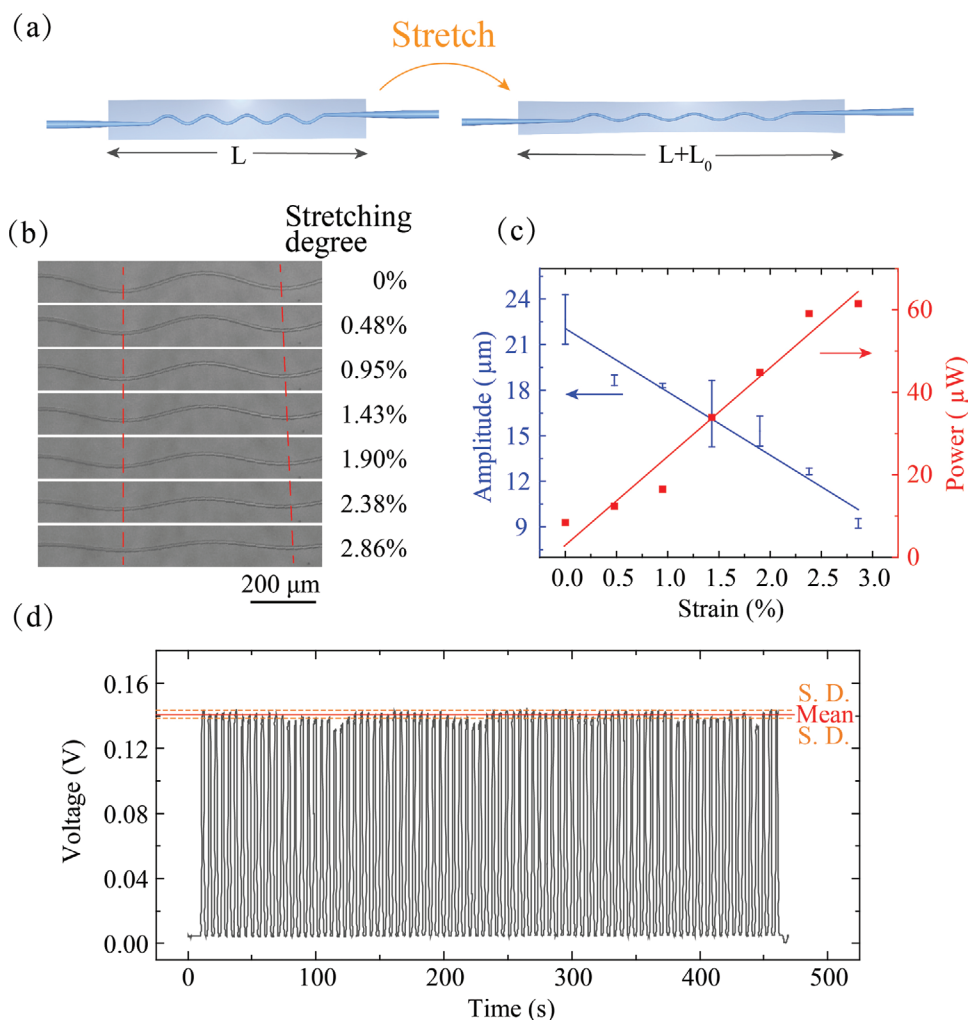 (a)
Stretch
L
L+L₀
(b)
Stretching
degree
0%
0.48%
0.95%
1.43%
1.90%
2.38%
2.86%
200 μm
(c)
Amplitude ( μm)
24
21
18
15
12
9
60
40
20
0
Power ( μW)
0.0 0.5 1.0 1.5 2.0 2.5 3.0
Strain (%)
(d)
Voltage (V)
0.16
0.12
0.08
0.04
0.00
S. D.
Mean
S. D.
0 100 200 300 400 500
Time (s)